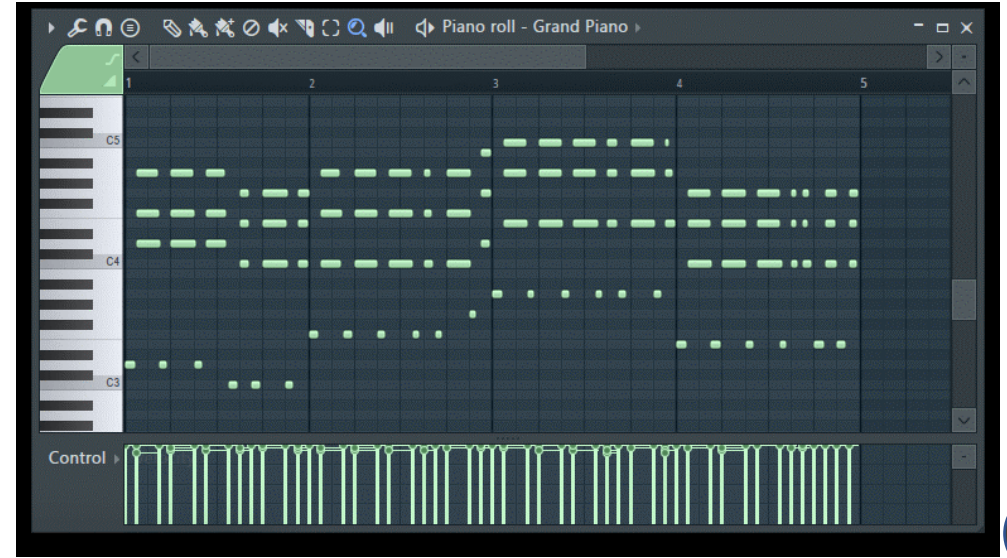 Piano roll - Grand Piano
1 2 3 4 5
C5
C4
C3
Control